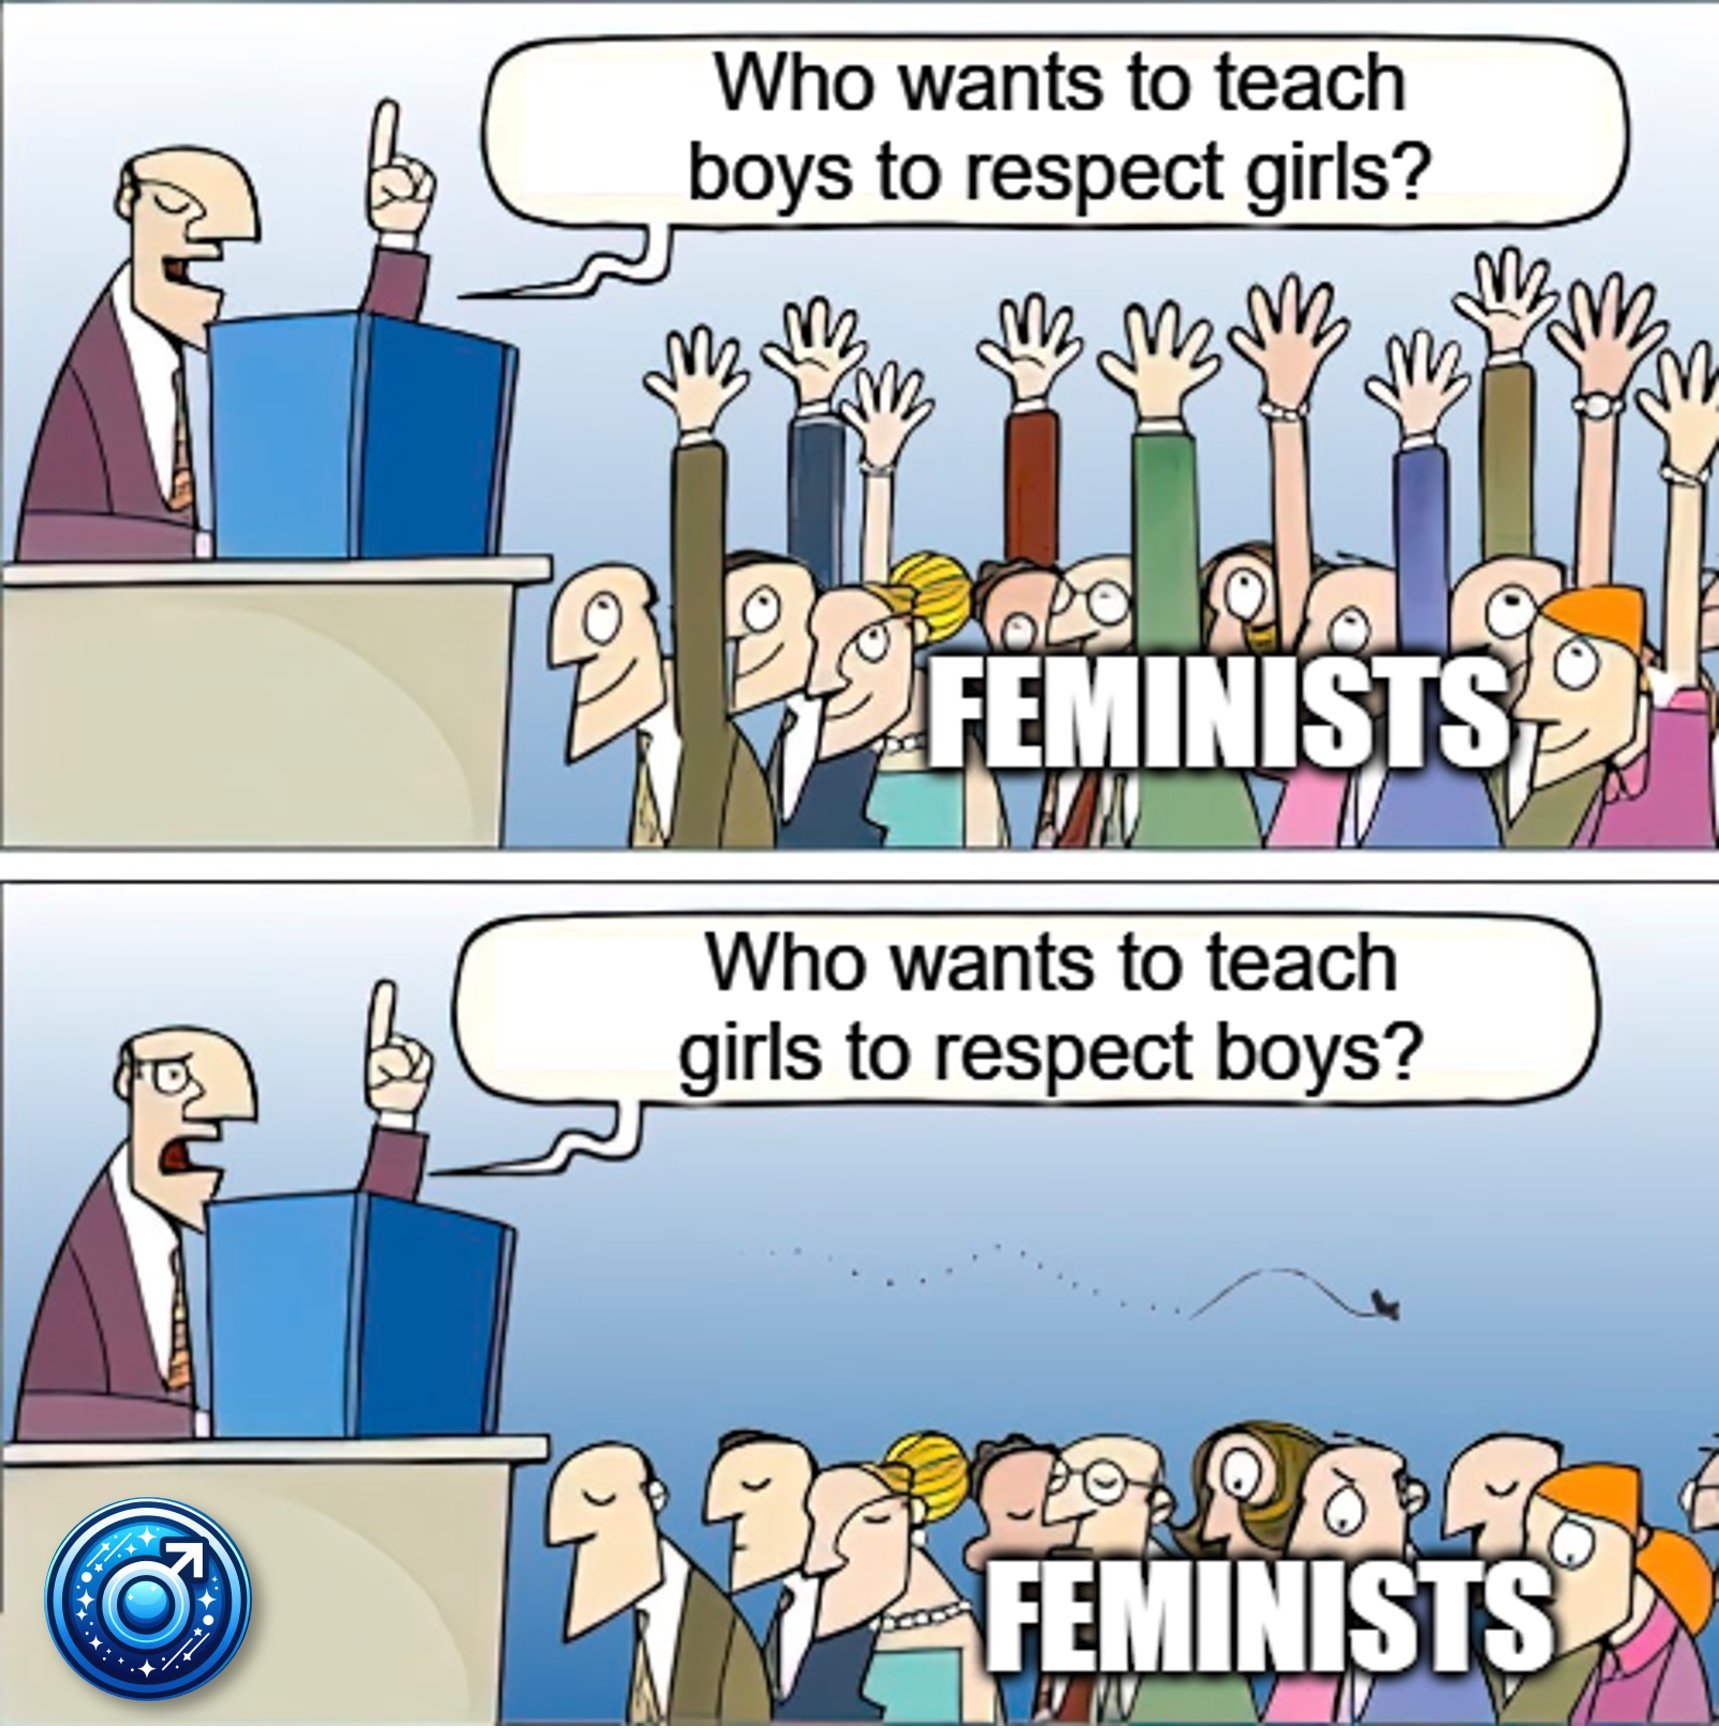 Who wants to teach
boys to respect girls?
FEMINISTS
Who wants to teach
girls to respect boys?
FEMINISTS